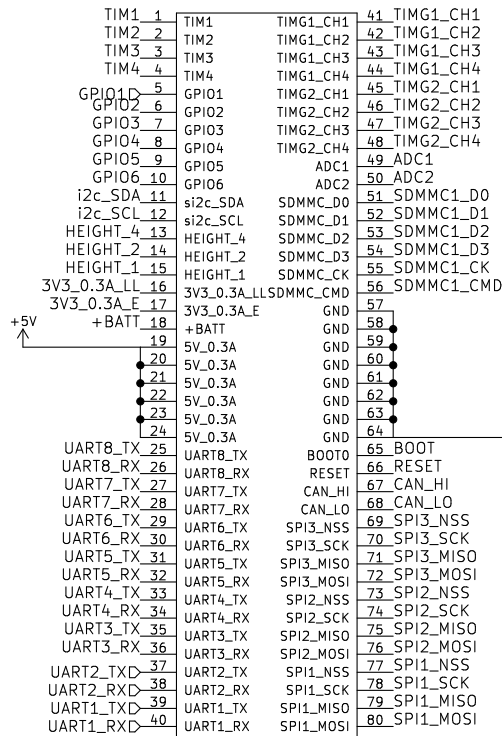 TIM1 1 TIM1 TIMG1_CH1 41 TIMG1_CH1
TIM2 2 TIM2 TIMG1_CH2 42 TIMG1_CH2
TIM3 3 TIM3 TIMG1_CH3 43 TIMG1_CH3
TIM4 4 TIM4 TIMG1_CH4 44 TIMG1_CH4
GPIO1 5 GPIO1 TIMG2_CH1 45 TIMG2_CH1
GPIO2 6 GPIO2 TIMG2_CH2 46 TIMG2_CH2
GPIO3 7 GPIO3 TIMG2_CH3 47 TIMG2_CH3
GPIO4 8 GPIO4 TIMG2_CH4 48 TIMG2_CH4
GPIO5 9 GPIO5 ADC1 49 ADC1
GPIO6 10 GPIO6 ADC2 50 ADC2
i2c_SDA 11 si2c_SDA SDMMC_D0 51 SDMMC1_D0
i2c_SCL 12 si2c_SCL SDMMC_D1 52 SDMMC1_D1
HEIGHT_4 13 HEIGHT_4 SDMMC_D2 53 SDMMC1_D2
HEIGHT_2 14 HEIGHT_2 SDMMC_D3 54 SDMMC1_D3
HEIGHT_1 15 HEIGHT_1 SDMMC_CK 55 SDMMC1_CK
3V3_0.3A_LL 16 3V3_0.3A_LL SDMMC_CMD 56 SDMMC1_CMD
3V3_0.3A_E 17 3V3_0.3A_E GND 57
+BATT 18 +BATT GND 58
+5V 19 5V_0.3A GND 59
20 5V_0.3A GND 60
21 5V_0.3A GND 61
22 5V_0.3A GND 62
23 5V_0.3A GND 63
24 5V_0.3A GND 64
UART8_TX 25 UART8_TX BOOT0 65 BOOT
UART8_RX 26 UART8_RX RESET 66 RESET
UART7_TX 27 UART7_TX CAN_HI 67 CAN_HI
UART7_RX 28 UART7_RX CAN_LO 68 CAN_LO
UART6_TX 29 UART6_TX SPI3_NSS 69 SPI3_NSS
UART6_RX 30 UART6_RX SPI3_SCK 70 SPI3_SCK
UART5_TX 31 UART5_TX SPI3_MISO 71 SPI3_MISO
UART5_RX 32 UART5_RX SPI3_MOSI 72 SPI3_MOSI
UART4_TX 33 UART4_TX SPI2_NSS 73 SPI2_NSS
UART4_RX 34 UART4_RX SPI2_SCK 74 SPI2_SCK
UART3_TX 35 UART3_TX SPI2_MISO 75 SPI2_MISO
UART3_RX 36 UART3_RX SPI2_MOSI 76 SPI2_MOSI
UART2_TX 37 UART2_TX SPI1_NSS 77 SPI1_NSS
UART2_RX 38 UART2_RX SPI1_SCK 78 SPI1_SCK
UART1_TX 39 UART1_TX SPI1_MISO 79 SPI1_MISO
UART1_RX 40 UART1_RX SPI1_MOSI 80 SPI1_MOSI